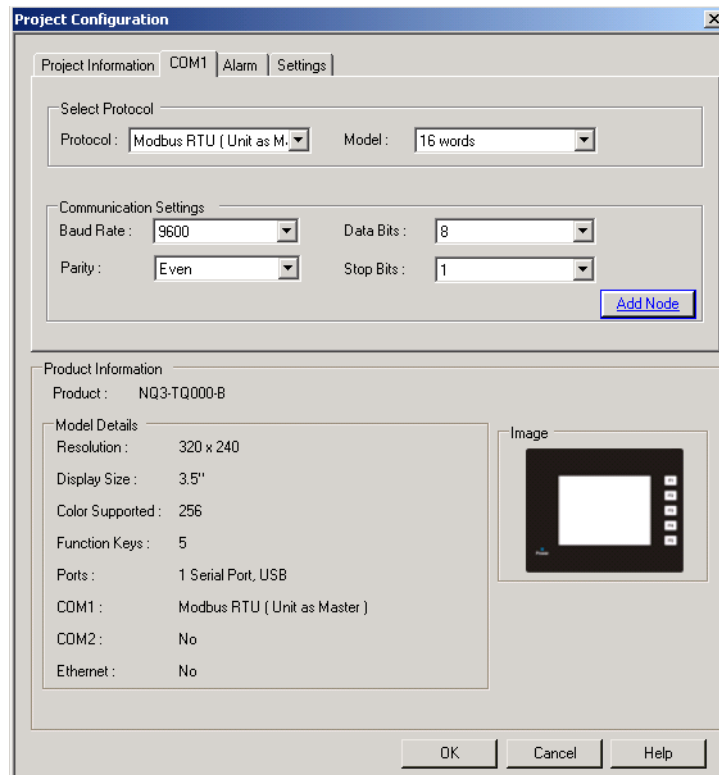 Project Configuration
Project Information COM1 Alarm Settings
Select Protocol
Protocol : Modbus RTU ( Unit as M Model : 16 words
Communication Settings
Baud Rate : 9600 Data Bits : 8
Parity : Even Stop Bits : 1
Add Node
Product Information
Product : NQ3-TQ000-B
Model Details
Image
Resolution : 320 x 240
Display Size : 3.5"
Color Supported : 256
Function Keys : 5
Ports : 1 Serial Port, USB
COM1 : Modbus RTU ( Unit as Master )
COM2 : No
Ethernet : No
OK Cancel Help